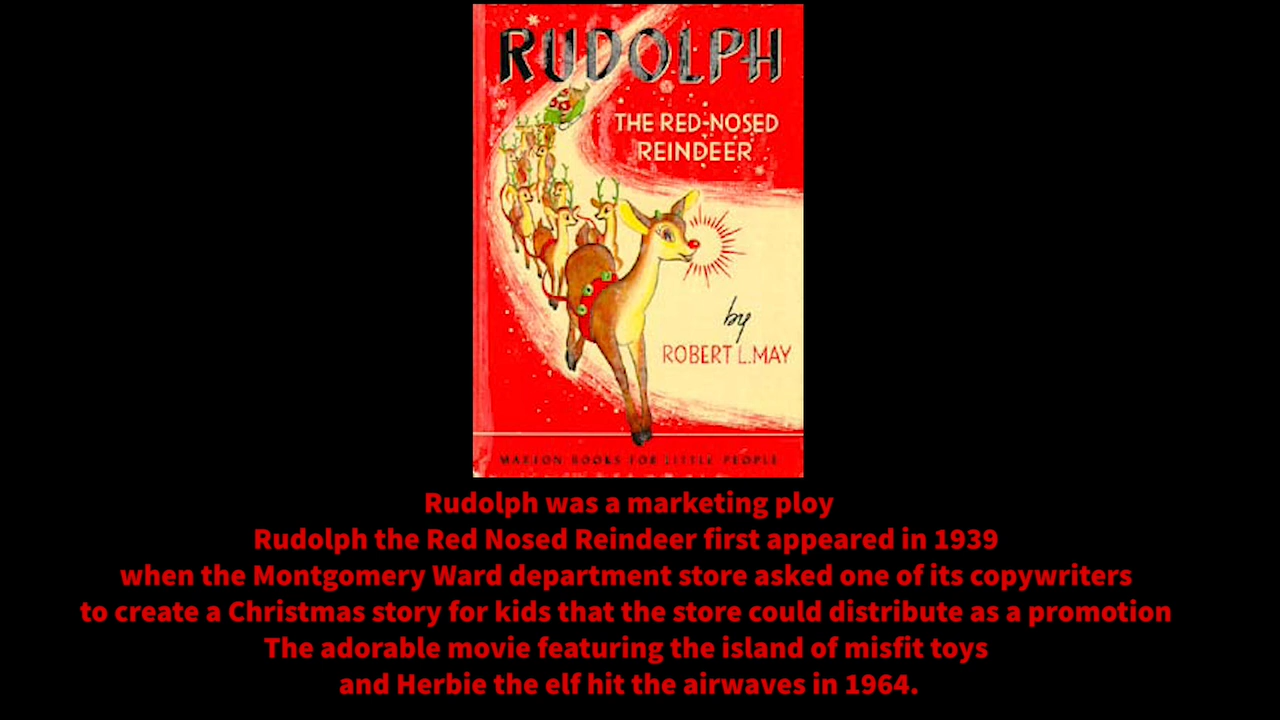 RUDOLPH
THE RED-NOSED
REINDEER
by
ROBERT L. MAY
MAXTON BOOKS FOR LITTLE PEOPLE
Rudolph was a marketing ploy
Rudolph the Red Nosed Reindeer first appeared in 1939
when the Montgomery Ward department store asked one of its copywriters
to create a Christmas story for kids that the store could distribute as a promotion
The adorable movie featuring the island of misfit toys
and Herbie the elf hit the airwaves in 1964.